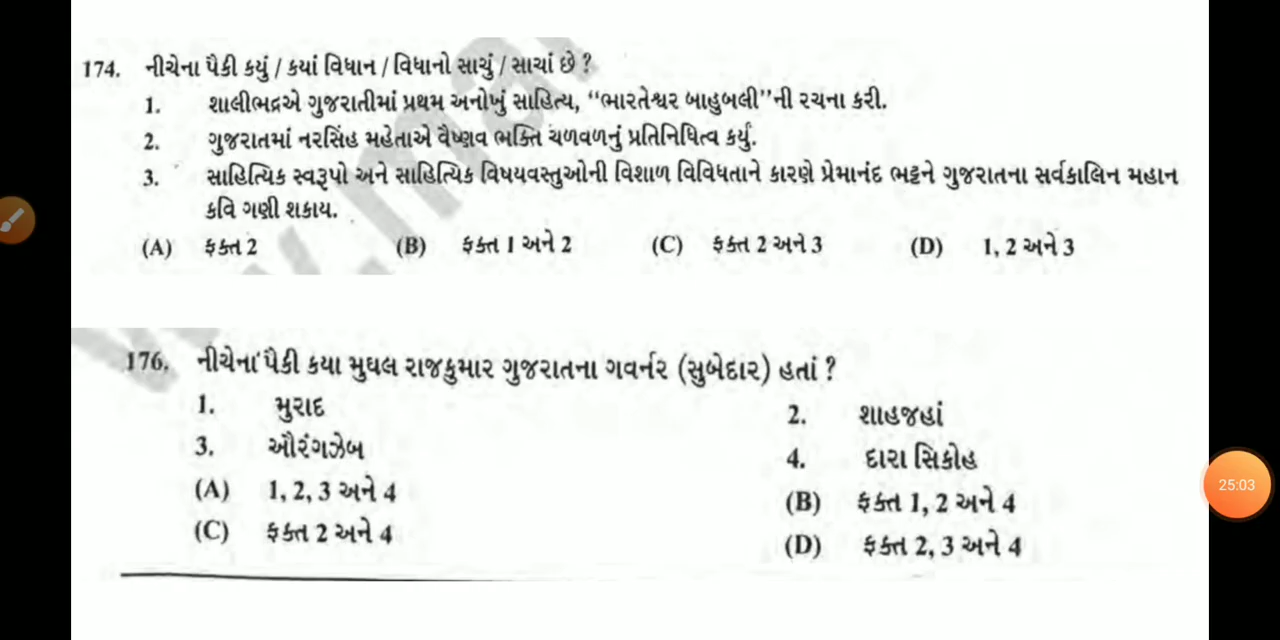 174. નીચેના પૈકી કયું / કયાં વિધાન / વિધાનો સાચું / સાચાં છે ?
1. શાલીભદ્રએ ગુજરાતીમાં પ્રથમ અનોખું સાહિત્ય, “ભારતેશ્વર બાહુબલી”ની રચના કરી.
2. ગુજરાતમાં નરસિંહ મહેતાએ વૈષ્ણવ ભક્તિ ચળવળનું પ્રતિનિધિત્વ કર્યું.
3. સાહિત્યિક સ્વરૂપો અને સાહિત્યિક વિષયવસ્તુઓની વિશાળ વિવિધતાને કારણે પ્રેમાનંદ ભટ્ટને ગુજરાતના સર્વકાલિન મહાન
કવિ ગણી શકાય.
(A) ફક્ત 2 (B) ફક્ત 1 અને 2 (C) ફક્ત 2 અને 3 (D) 1, 2 અને 3
176. નીચેના પૈકી કયા મુઘલ રાજકુમાર ગુજરાતના ગવર્નર (સુબેદાર) હતાં ?
1. મુરાદ 2. શાહજહાં
3. ઔરંગઝેબ 4. દારા સિકોહ
(A) 1, 2, 3 અને 4 (B) ફક્ત 1, 2 અને 4
(C) ફક્ત 2 અને 4 (D) ફક્ત 2, 3 અને 4
25:03